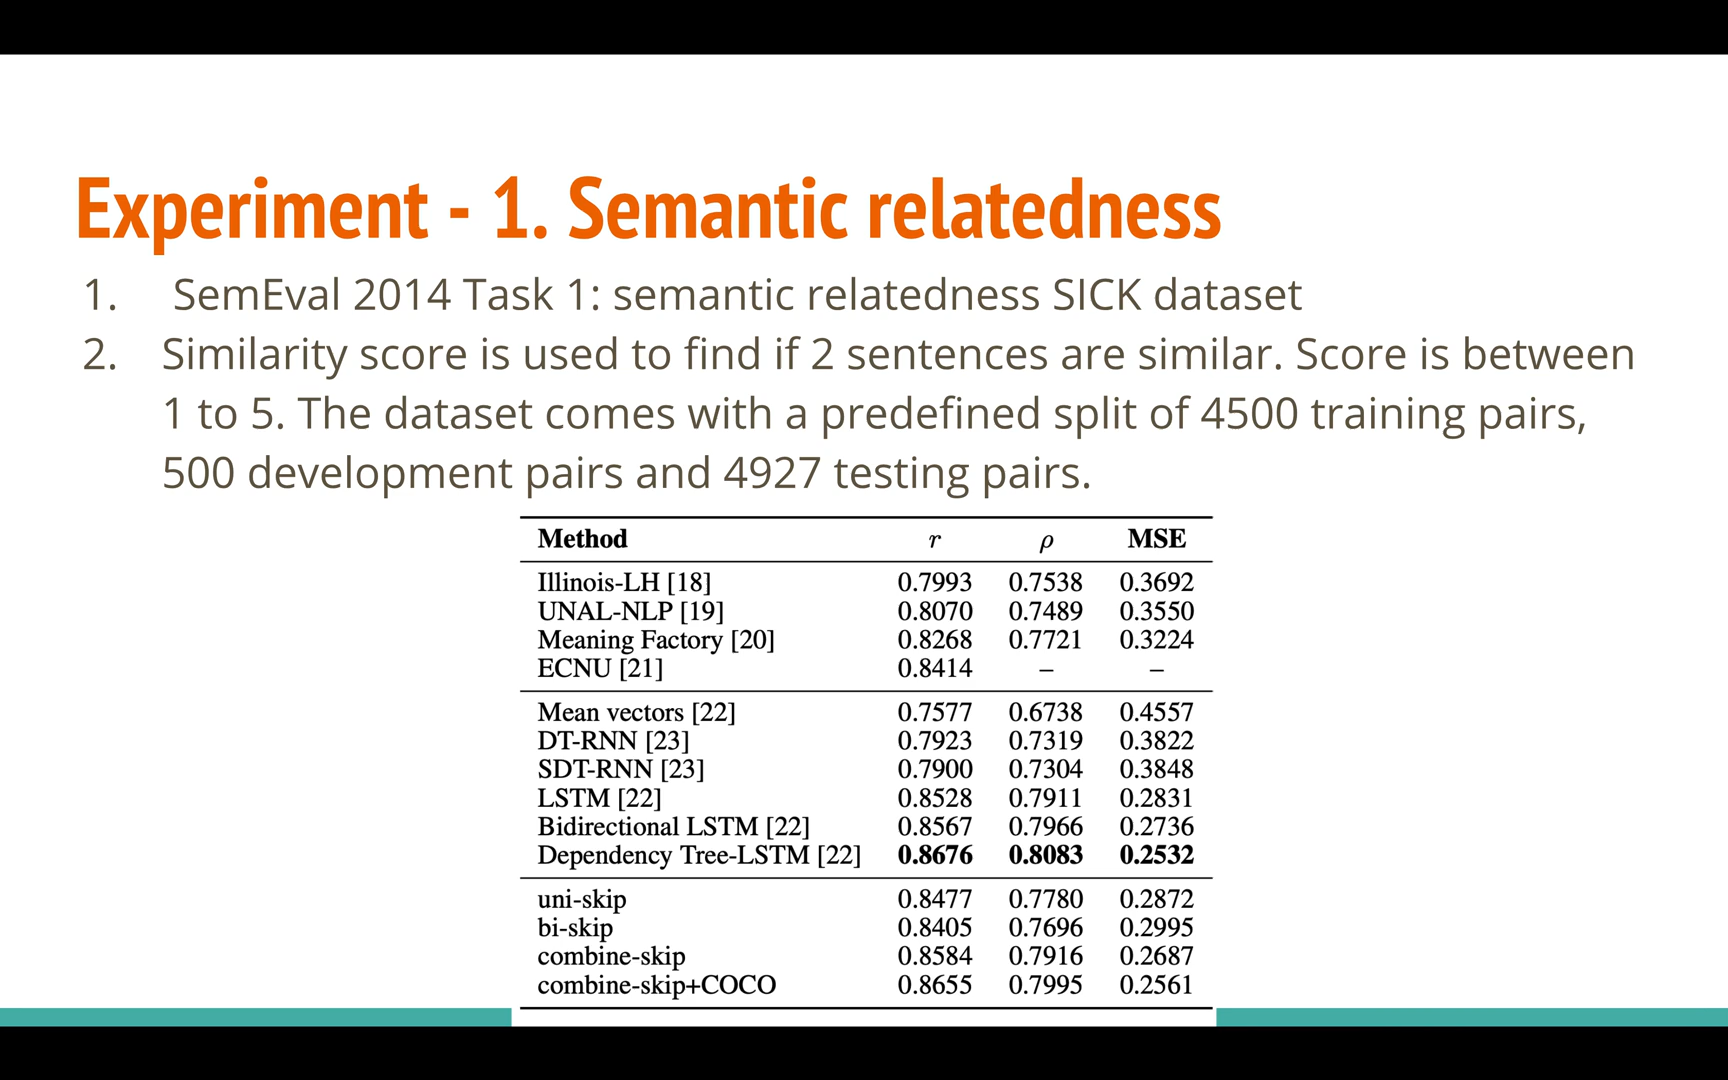 Experiment - 1. Semantic relatedness
1. SemEval 2014 Task 1: semantic relatedness SICK dataset
2. Similarity score is used to find if 2 sentences are similar. Score is between
1 to 5. The dataset comes with a predefined split of 4500 training pairs,
500 development pairs and 4927 testing pairs.
Method r ρ MSE
Illinois-LH [18] 0.7993 0.7538 0.3692
UNAL-NLP [19] 0.8070 0.7489 0.3550
Meaning Factory [20] 0.8268 0.7721 0.3224
ECNU [21] 0.8414 – –
Mean vectors [22] 0.7577 0.6738 0.4557
DT-RNN [23] 0.7923 0.7319 0.3822
SDT-RNN [23] 0.7900 0.7304 0.3848
LSTM [22] 0.8528 0.7911 0.2831
Bidirectional LSTM [22] 0.8567 0.7966 0.2736
Dependency Tree-LSTM [22] 0.8676 0.8083 0.2532
uni-skip 0.8477 0.7780 0.2872
bi-skip 0.8405 0.7696 0.2995
combine-skip 0.8584 0.7916 0.2687
combine-skip+COCO 0.8655 0.7995 0.2561